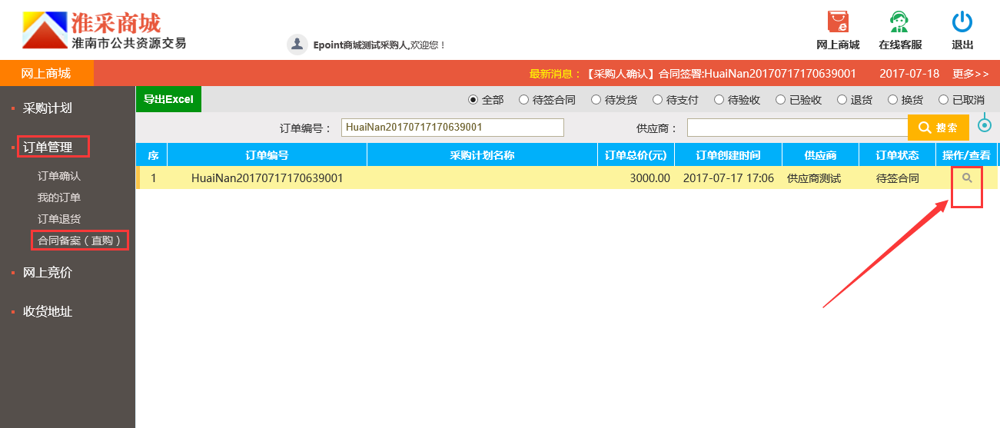 淮采商城
淮南市公共资源交易
Epoint商城测试采购人,欢迎您！
网上商城 在线客服 退出
网上商城
最新消息： 【采购人确认】合同签署:HuaiNan20170717170639001 2017-07-18 更多>>
采购计划
订单管理
订单确认
我的订单
订单退货
合同备案（直购）
网上竞价
收货地址
导出Excel
全部 待签合同 待发货 待支付 待验收 已验收 退货 换货 已取消
订单编号： HuaiNan20170717170639001 供应商： 搜索
序 订单编号 采购计划名称 订单总价(元) 订单创建时间 供应商 订单状态 操作/查看
1 HuaiNan20170717170639001 3000.00 2017-07-17 17:06 供应商测试 待签合同